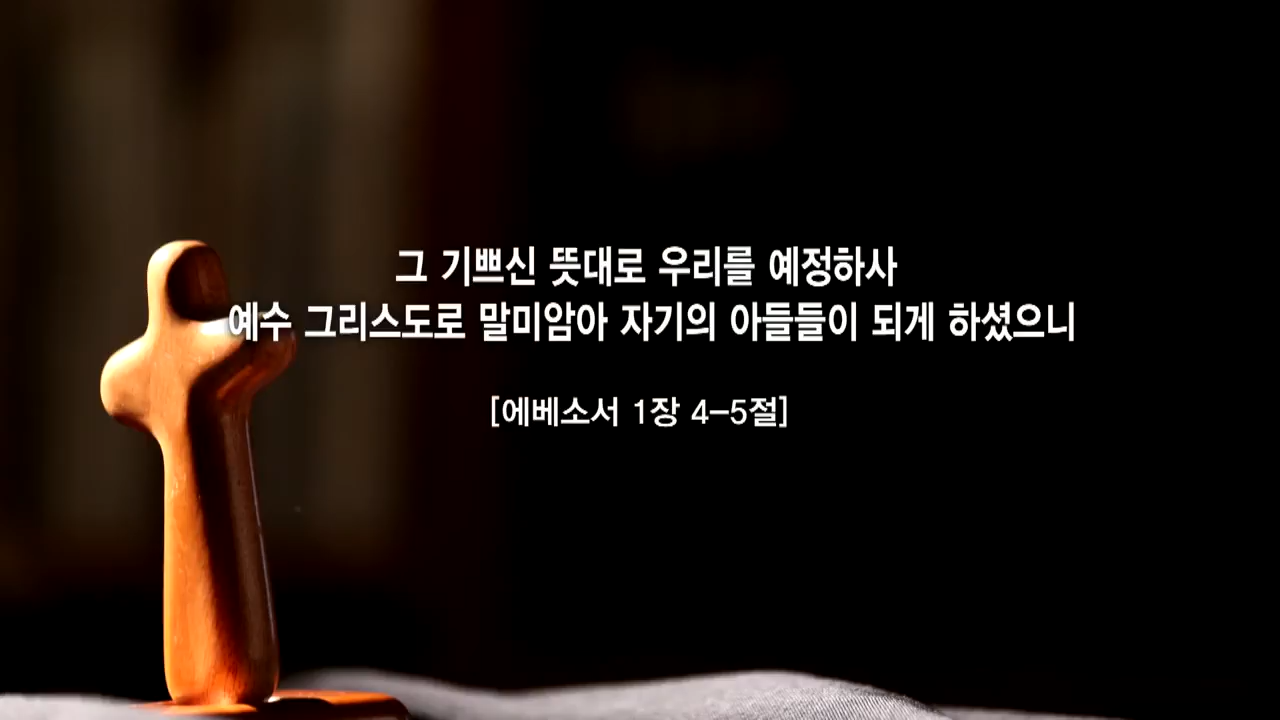 그 기쁘신 뜻대로 우리를 예정하사
예수 그리스도로 말미암아 자기의 아들들이 되게 하셨으니
[에베소서 1장 4-5절]